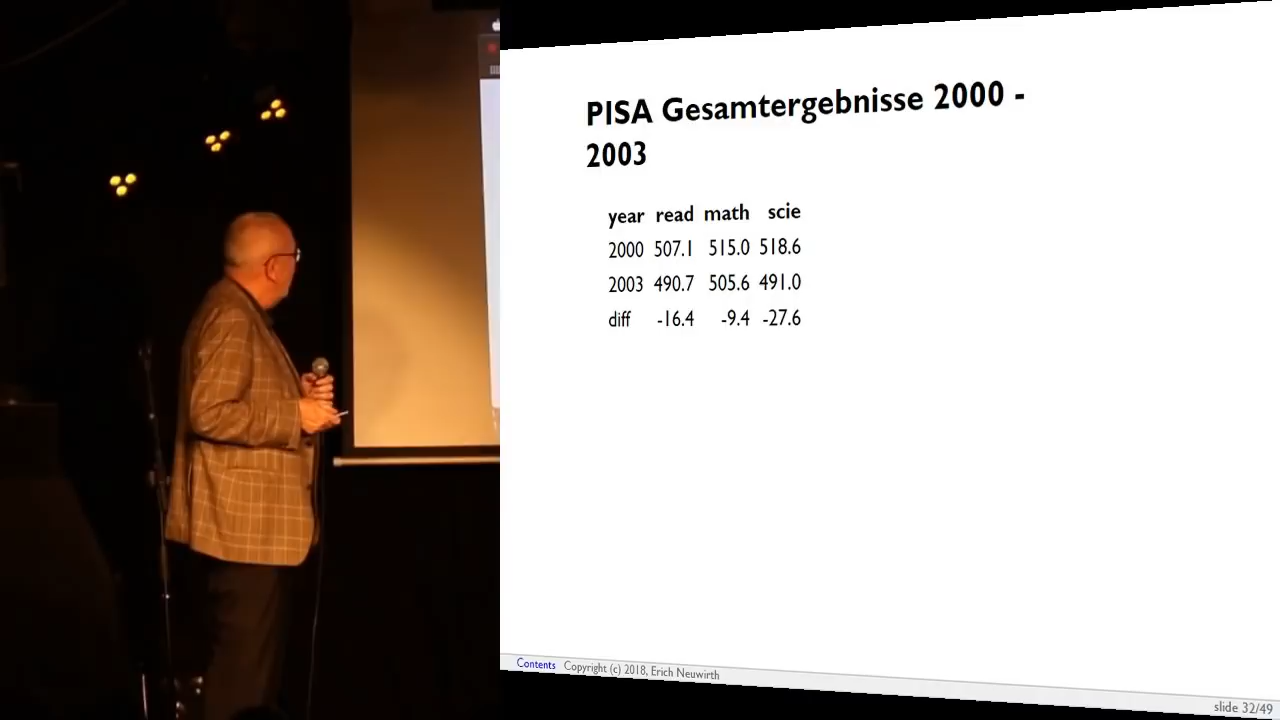 PISA Gesamtergebnisse 2000 -
2003
year read math scie
2000 507.1 515.0 518.6
2003 490.7 505.6 491.0
diff -16.4 -9.4 -27.6
Contents Copyright (c) 2018, Erich Neuwirth
slide 32/49